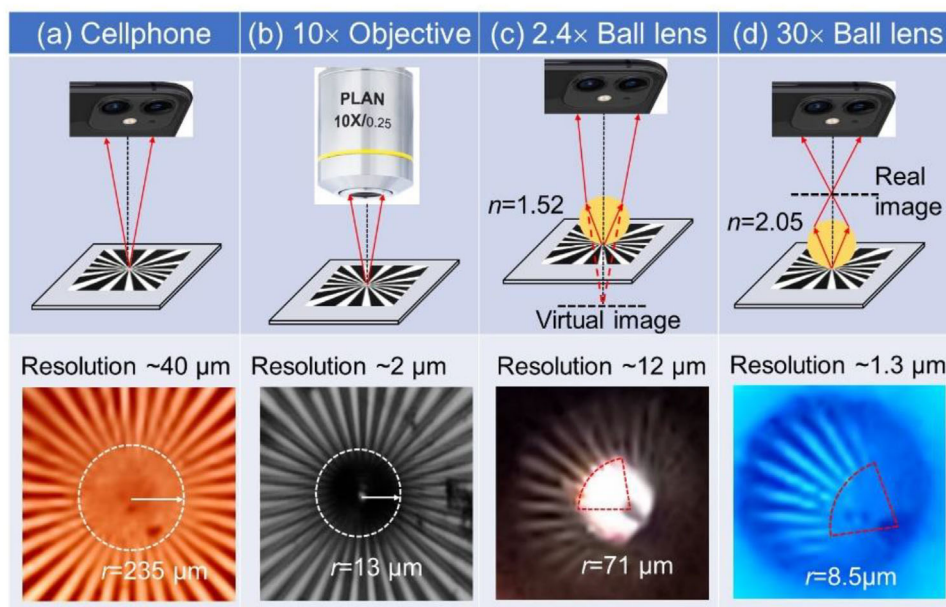 (a) Cellphone
(b) 10× Objective
(c) 2.4× Ball lens
(d) 30× Ball lens
PLAN
10X/0.25
n=1.52
Virtual image
n=2.05
Real
image
Resolution ~40 µm
Resolution ~2 µm
Resolution ~12 µm
Resolution ~1.3 µm
r=235 µm
r=13 µm
r=71 µm
r=8.5µm